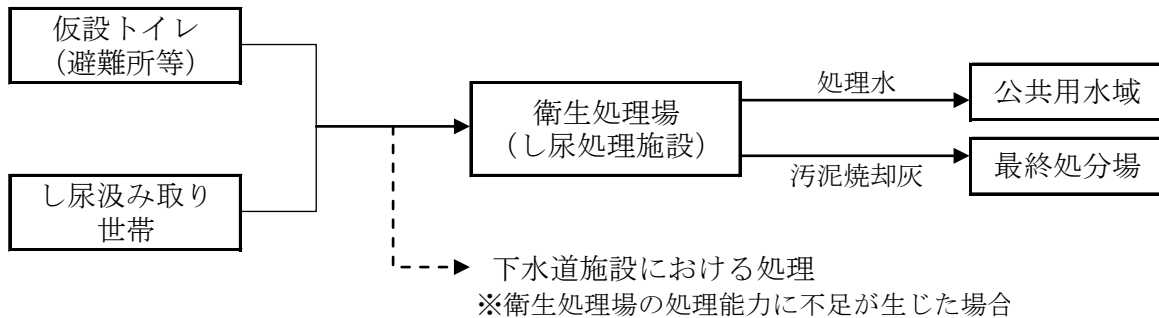 仮設トイレ
(避難所等)
し尿汲み取り
世帯
衛生処理場
(し尿処理施設)
処理水
汚泥焼却灰
公共用水域
最終処分場
下水道施設における処理
※衛生処理場の処理能力に不足が生じた場合